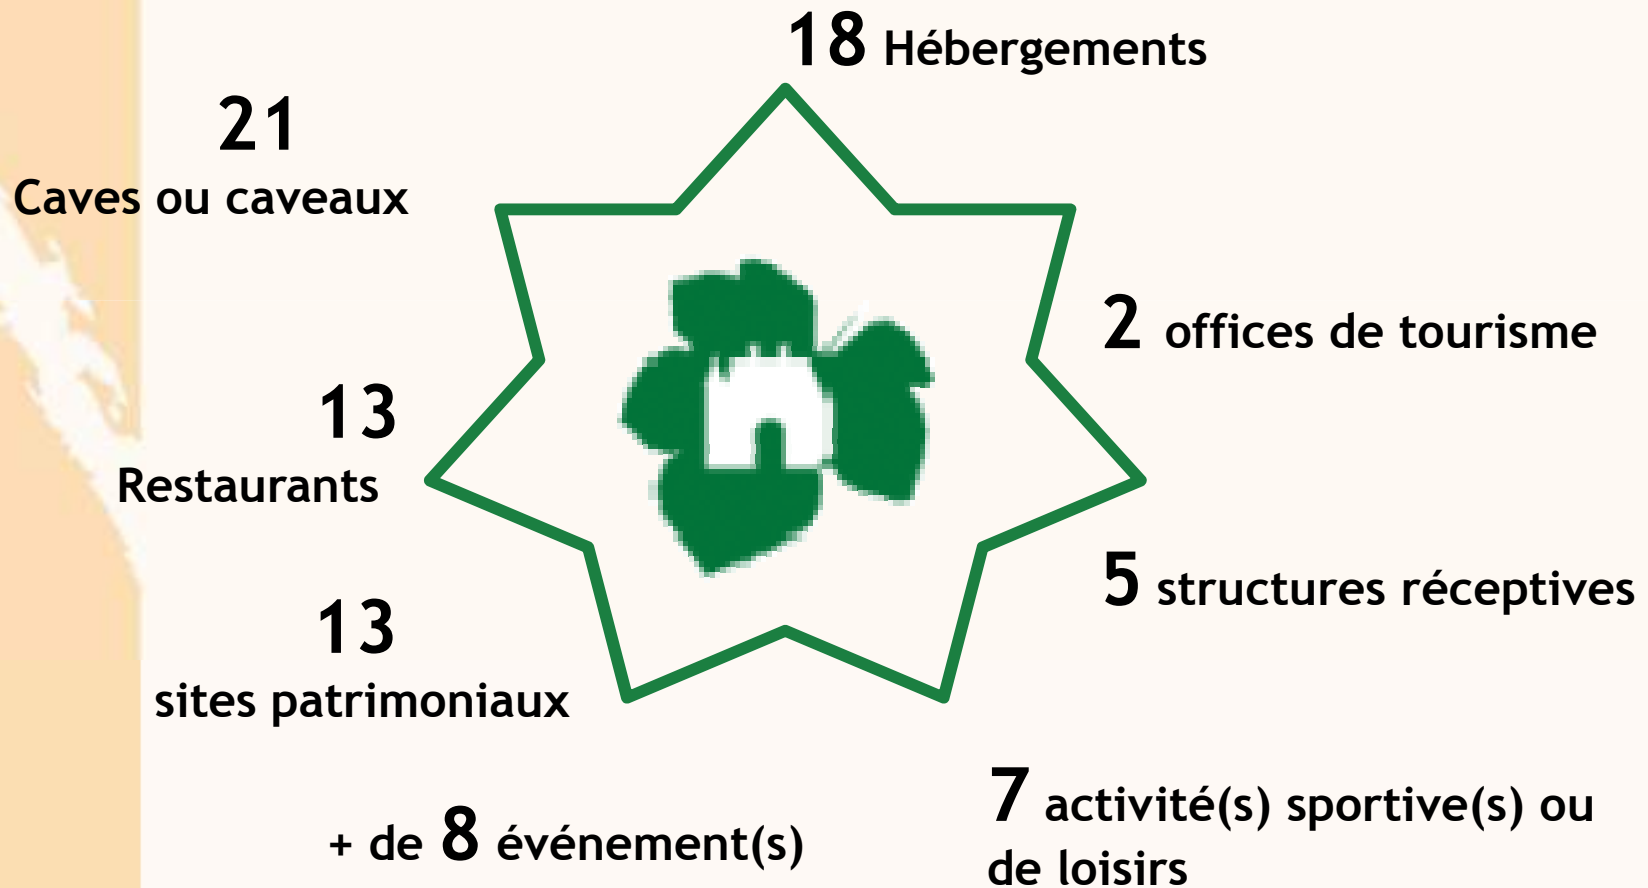 18 Hébergements
21
Caves ou caveaux
2 offices de tourisme
13
Restaurants
5 structures réceptives
13
sites patrimoniaux
7 activité(s) sportive(s) ou
de loisirs
+ de 8 événement(s)